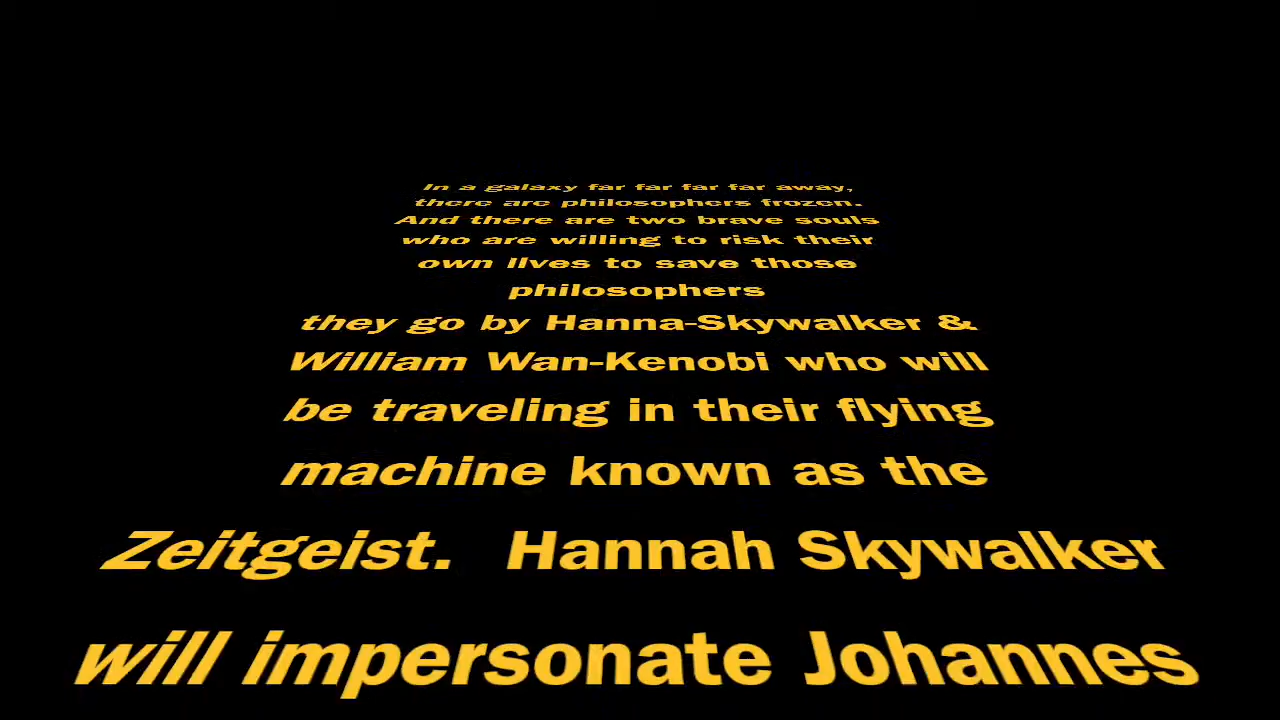 In a galaxy far far far far away,
there are philosophers frozen.
And there are two brave souls
who are willing to risk their
own lives to save those
philosophers
they go by Hanna-Skywalker &
William Wan-Kenobi who will
be traveling in their flying
machine known as the
Zeitgeist. Hannah Skywalker
will impersonate Johannes